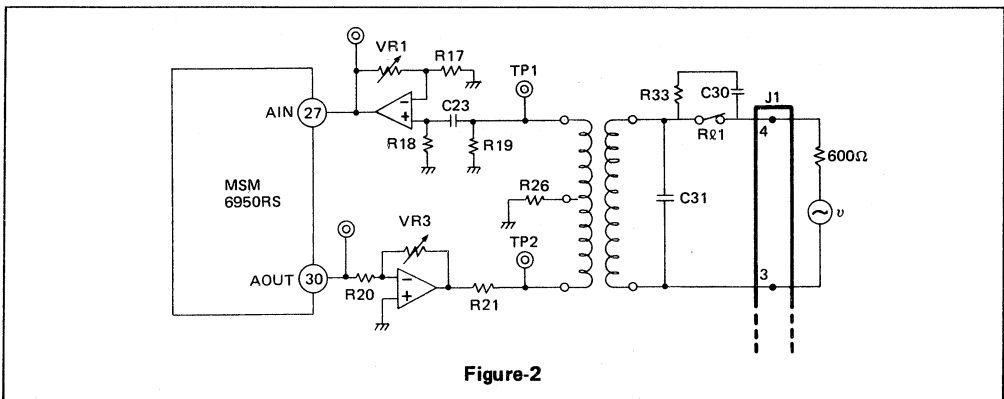 VR1
R17
TP1
C23
R18
R19
AIN 27
MSM
6950RS
AOUT 30
R20
VR3
R21
R26
TP2
R33
C30
Rℓ1
J1
4
600Ω
C31
υ
3
Figure-2